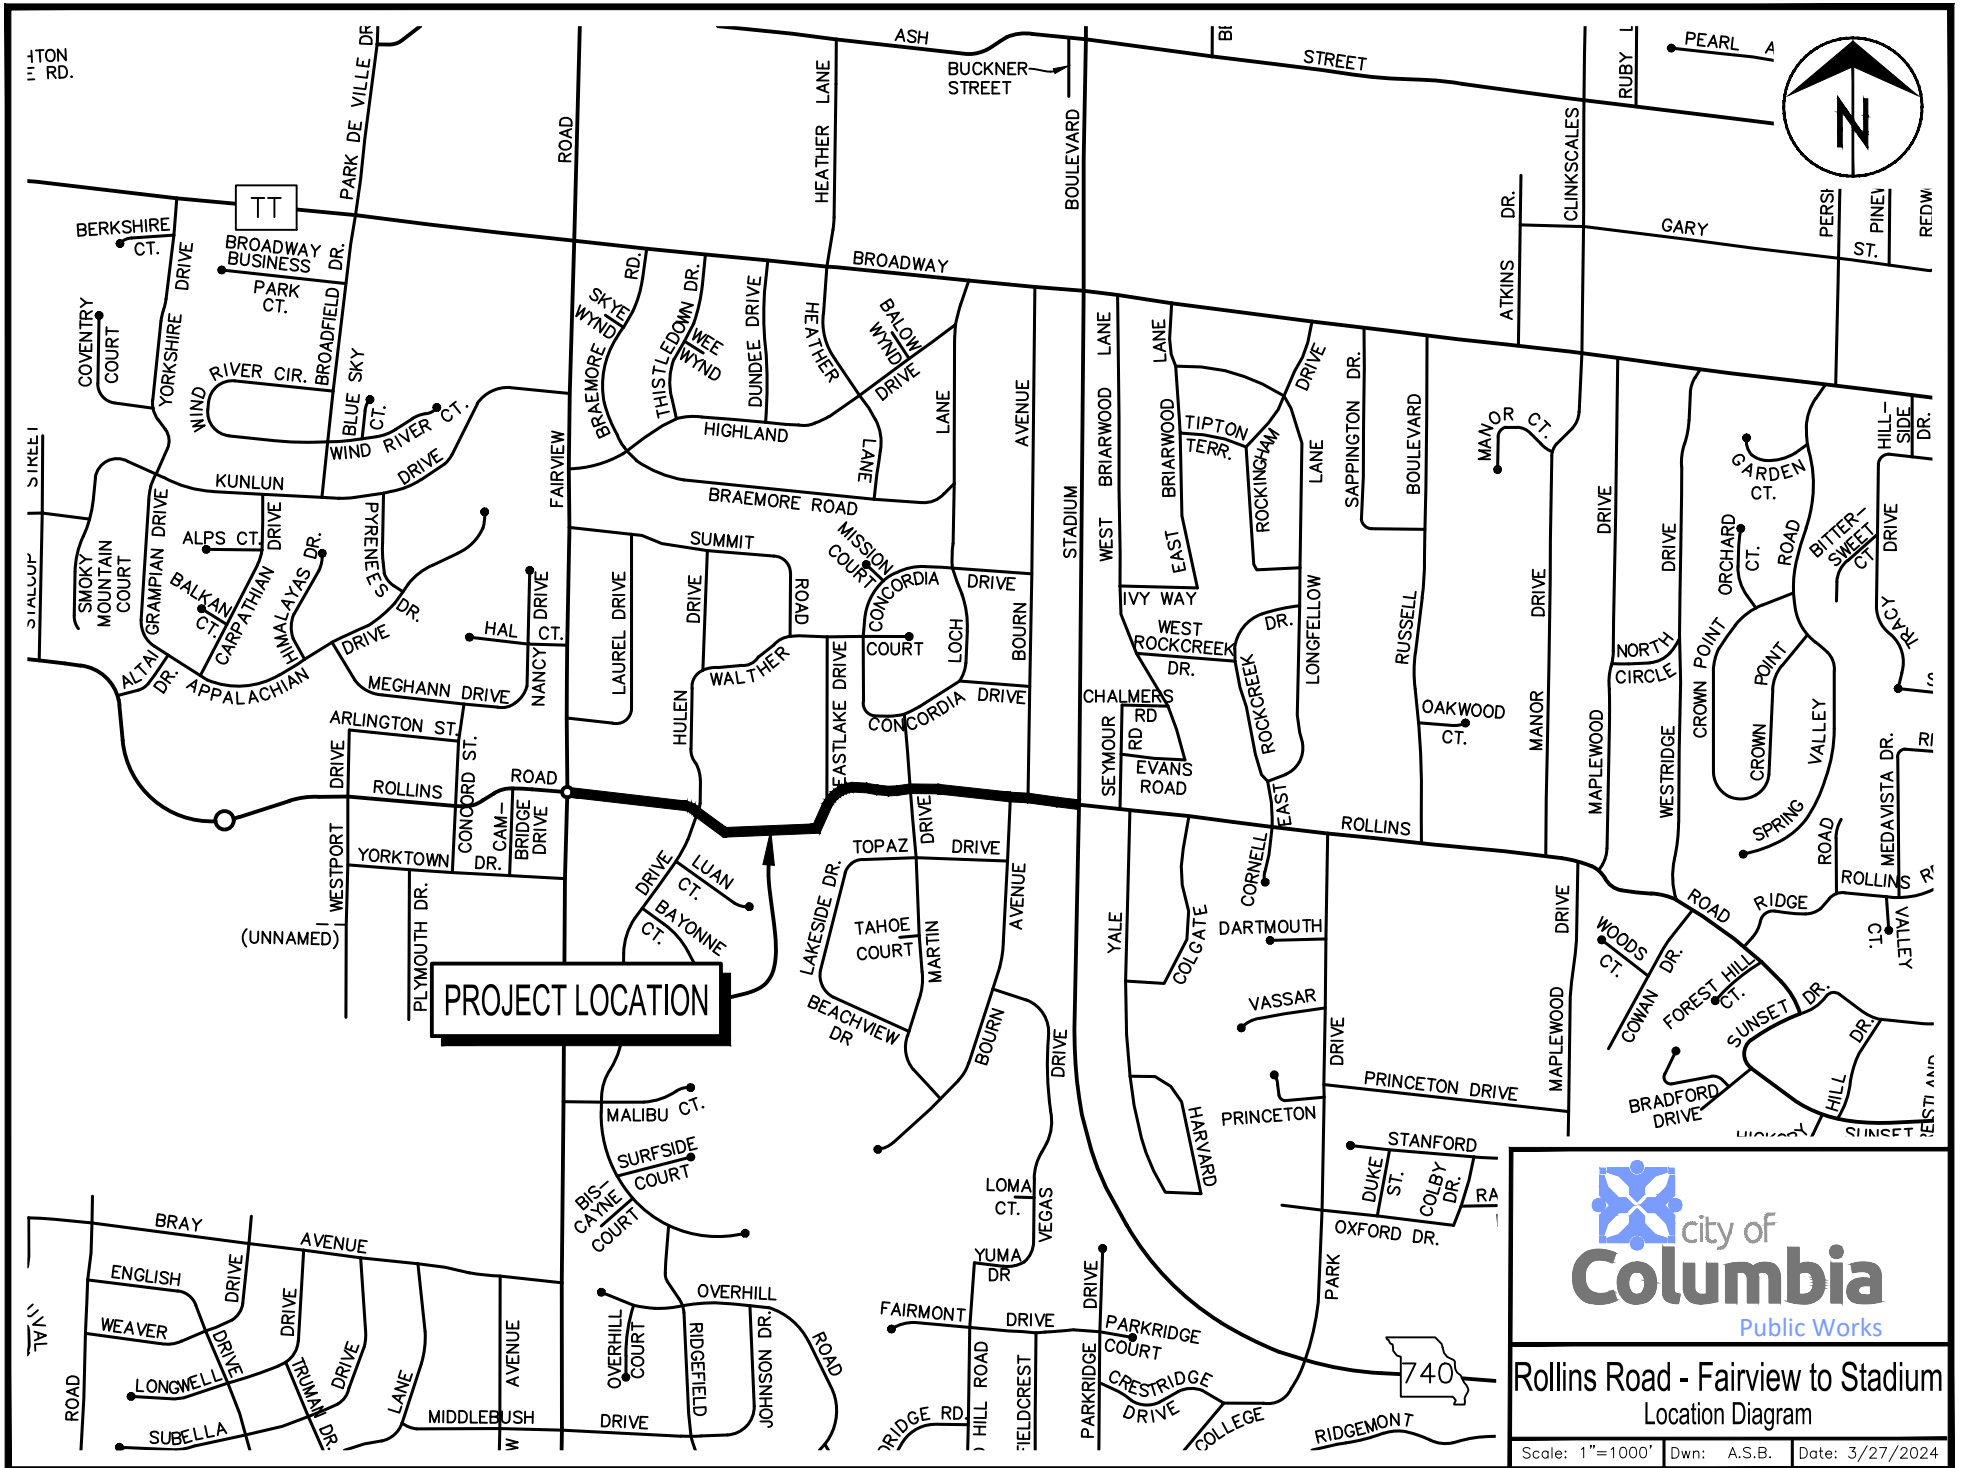 HTON
E RD.
PARK DE VILLE DR
ROAD
HEATHER LANE
ASH
BUCKNER
STREET
BOULEVARD
STREET
CLINKSCALES
RUBY L
PEARL A
N
TT
BERKSHIRE
CT.
BROADWAY
BUSINESS
PARK
CT.
BROADFIELD DR.
YORKSHIRE DRIVE
COVENTRY
COURT
WIND RIVER CIR.
BLUE SKY
CT.
WIND RIVER CT.
KUNLUN DRIVE
FAIRVIEW
BROADWAY
SKYE
WYND
BRAEMORE RD.
THISTLEDOWN DR.
WEE
WYND
DUNDEE DRIVE
HEATHER LANE
BALOW
WYND
HIGHLAND DRIVE
BRAEMORE ROAD
LOCH LANE
BOURN AVENUE
STADIUM
WEST BRIARWOOD LANE
EAST BRIARWOOD LANE
TIPTON
TERR.
ROCKINGHAM DRIVE
LONGFELLOW LANE
SAPPINGTON DR.
RUSSELL BOULEVARD
ATKINS DR.
GARY ST.
PERSH
PINEW
REDW
MANOR CT.
MANOR DRIVE
MAPLEWOOD DRIVE
WESTRIDGE DRIVE
GARDEN
CT.
ORCHARD
CT.
HILL-
SIDE
DR.
BITTER-
SWEET
CT
TRACY DRIVE
CROWN POINT
CROWN POINT
SPRING VALLEY ROAD
NORTH
CIRCLE
STREET
STALCUP
SMOKY
MOUNTAIN
COURT
GRAMPIAN DRIVE
ALPS CT.
BALKAN
CT.
CARPATHIAN DRIVE
HIMALAYAS DR.
PYRENEES DR.
ALTAI
DR.
APPALACHIAN DRIVE
HAL CT.
NANCY DRIVE
MEGHANN DRIVE
ARLINGTON ST.
CONCORD ST.
ROLLINS ROAD
CAM-
BRIDGE
DRIVE
WESTPORT DRIVE
YORKTOWN DR.
PLYMOUTH DR.
(UNNAMED)
LAUREL DRIVE
SUMMIT ROAD
HULEN DRIVE
WALTHER COURT
EASTLAKE DRIVE
MISSION
COURT
CONCORDIA DRIVE
CONCORDIA DRIVE
IVY WAY
WEST
ROCKCREEK
DR.
ROCKCREEK DR.
CHALMERS
RD
SEYMOUR RD
EVANS
ROAD
EAST
OAKWOOD
CT.
ROLLINS ROAD
MEDAVISTA DR.
ROLLINS
RIDGE ROAD
VALLEY
CT.
LUAN
CT.
BAYONNE
CT.
DRIVE
PROJECT LOCATION
TOPAZ DRIVE
LAKESIDE DR.
TAHOE
COURT
MARTIN DRIVE
BEACHVIEW
DR
BOURN AVENUE
YALE
COLGATE
CORNELL
DARTMOUTH
VASSAR
PRINCETON
PRINCETON DRIVE
MAPLEWOOD DRIVE
WOODS
CT.
COWAN DR.
FOREST HILL
CT.
SUNSET DR.
BRADFORD
DRIVE
HILL DR.
HICKORY
SUNSET
MALIBU CT.
SURFSIDE
COURT
BIS-
CAYNE
COURT
VEGAS DRIVE
LOMA
CT.
YUMA
DR
HARVARD
PARK DRIVE
STANFORD
DUKE
ST.
COLBY
DR.
RA
OXFORD DR.
BRAY AVENUE
ENGLISH DRIVE
WEAVER DRIVE
LONGWELL DRIVE
TRUMAN DR.
SUBELLA DRIVE
ROAD
LANE
AVENUE
MIDDLEBUSH DRIVE
OVERHILL ROAD
OVERHILL
COURT
RIDGEFIELD
JOHNSON DR.
FAIRMONT DRIVE
HILL ROAD
FIELDCREST
PARKRIDGE DRIVE
PARKRIDGE
COURT
CRESTRIDGE
DRIVE
COLLEGE
RIDGEMONT
740
city of
Columbia
Public Works
Rollins Road - Fairview to Stadium
Location Diagram
Scale: 1"=1000' Dwn: A.S.B. Date: 3/27/2024